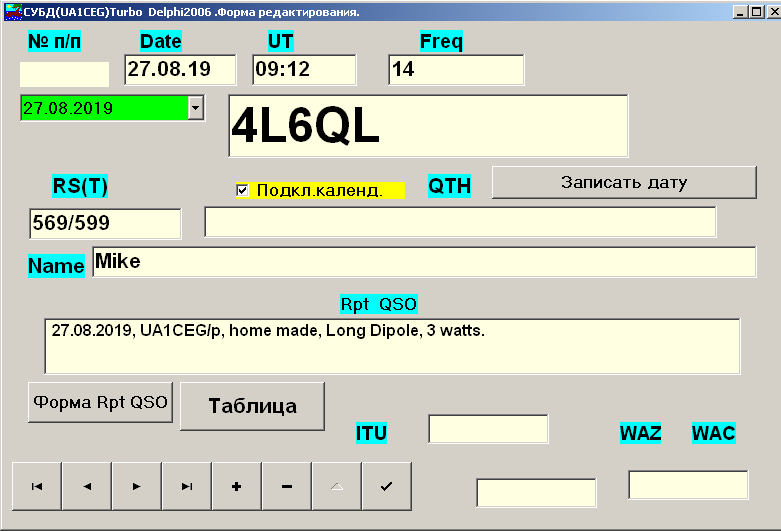 СУБД(UA1CEG)Turbo Delphi2006 .Форма редактирования.
№ п/п Date UT Freq
27.08.19 09:12 14
27.08.2019
4L6QL
RS(T) Подкл.календ. QTH Записать дату
569/599
Name Mike
Rpt QSO
27.08.2019, UA1CEG/p, home made, Long Dipole, 3 watts.
Форма Rpt QSO Таблица
ITU WAZ WAC